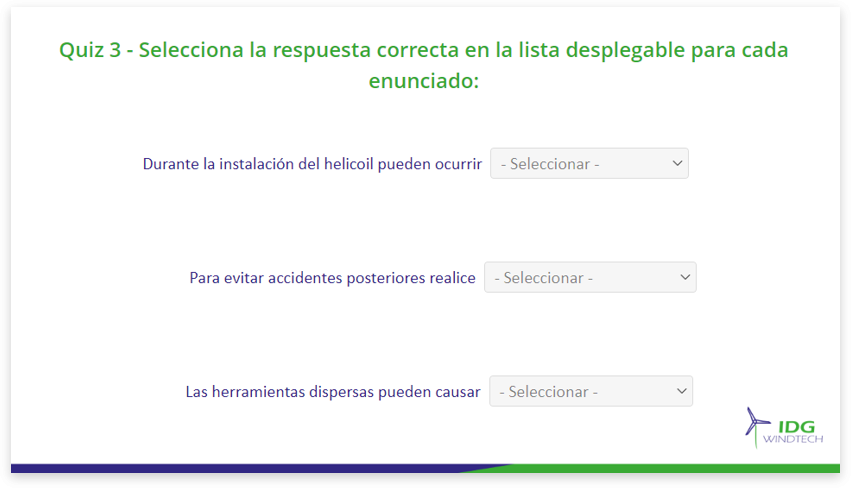 Quiz 3 - Selecciona la respuesta correcta en la lista desplegable para cada
enunciado:
Durante la instalación del helicoil pueden ocurrir - Seleccionar -
Para evitar accidentes posteriores realice - Seleccionar -
Las herramientas dispersas pueden causar - Seleccionar -
IDG
WINDTECH